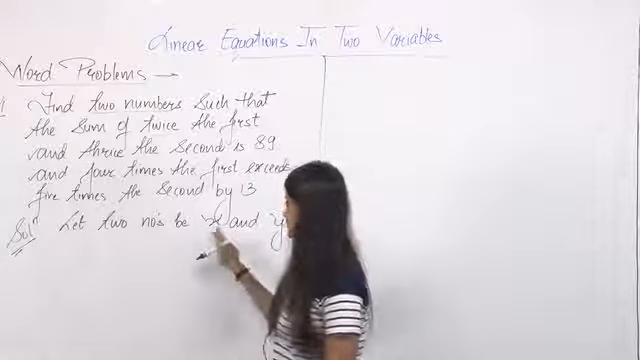 Linear Equations In Two Variables
Word Problems →
Find two numbers such that
the sum of twice the first
and thrice the second is 89
and four times the first exceeds
five times the second by 13
Solⁿ Let two no's be 'x' and 'y